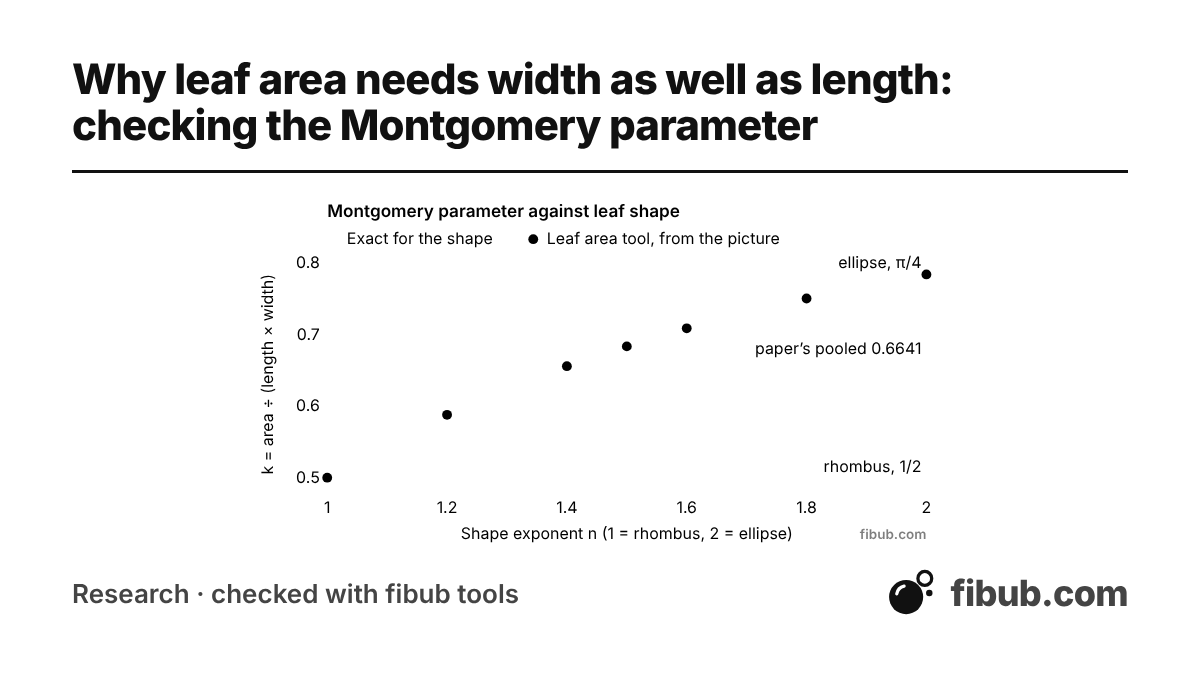 Why leaf area needs width as well as length:
checking the Montgomery parameter
Montgomery parameter against leaf shape
Exact for the shape
Leaf area tool, from the picture
k = area ÷ (length × width)
0.8
0.7
0.6
0.5
ellipse, π/4
paper’s pooled 0.6641
rhombus, 1/2
1 1.2 1.4 1.6 1.8 2
Shape exponent n (1 = rhombus, 2 = ellipse)
fibub.com
Research · checked with fibub tools
fibub.com